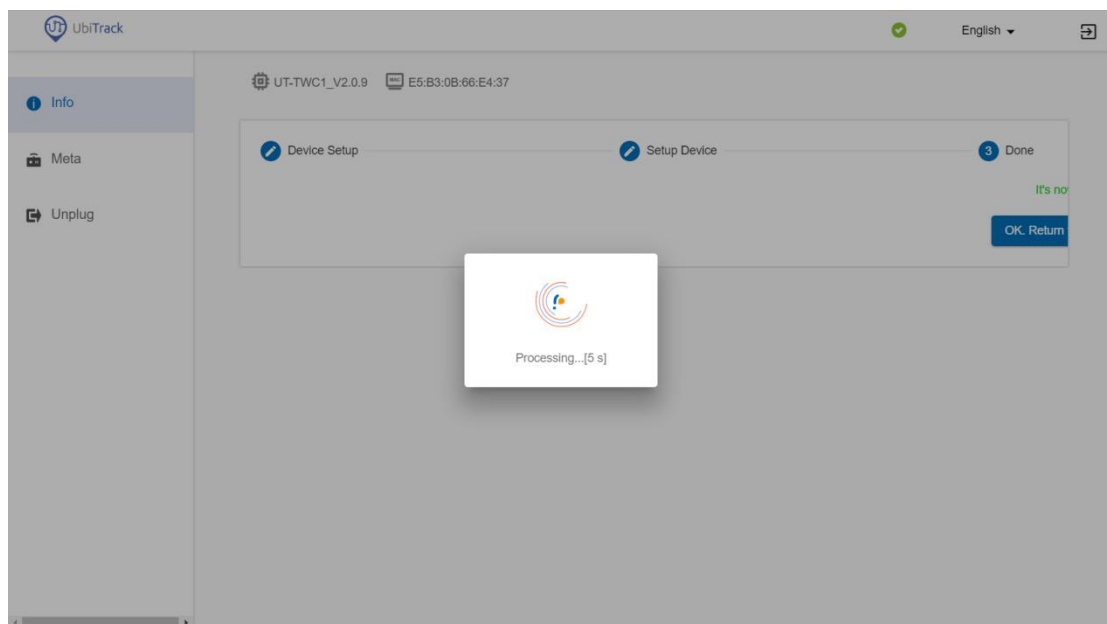 UbiTrack
English
UT-TWC1_V2.0.9
MAC
E5:B3:0B:66:E4:37
Info
Meta
Unplug
Device Setup
Setup Device
3 Done
It's no
OK. Return
Processing...[5 s]